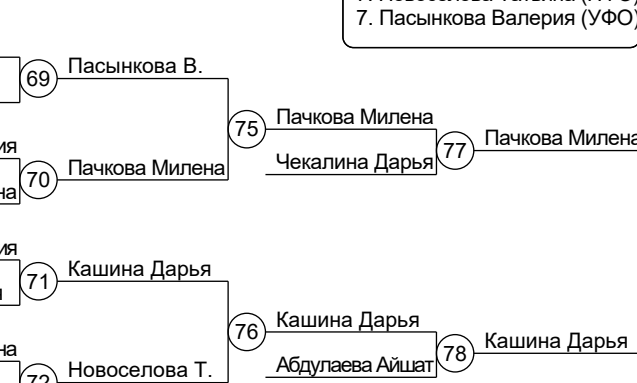 7. Пасынкова Валерия (УФО)
69 Пасынкова В.
75 Пачкова Милена
77 Пачкова Милена
70 Пачкова Милена
Чекалина Дарья
71 Кашина Дарья
76 Кашина Дарья
78 Кашина Дарья
Абдулаева Айшат
72 Новоселова Т.